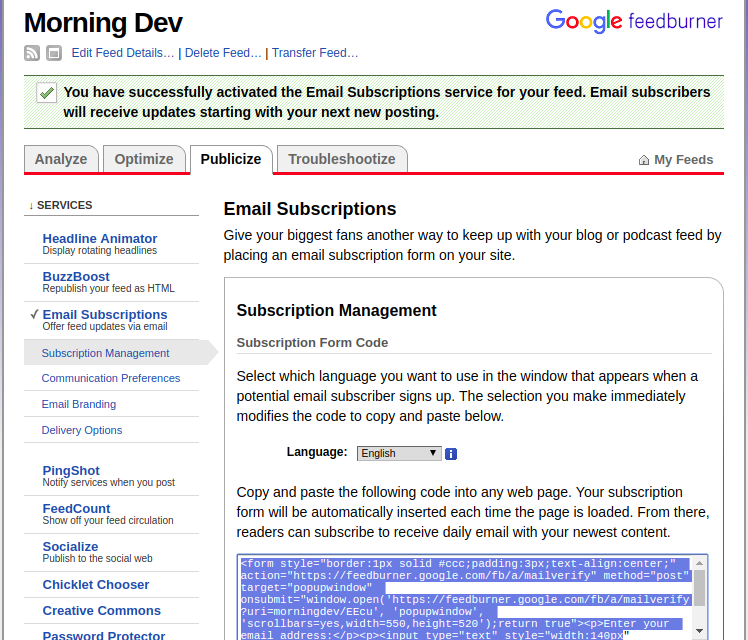 Morning Dev
Google feedburner
Edit Feed Details… | Delete Feed… | Transfer Feed…
You have successfully activated the Email Subscriptions service for your feed. Email subscribers
will receive updates starting with your next new posting.
Analyze Optimize Publicize Troubleshootize My Feeds
↓ SERVICES
Headline Animator
Display rotating headlines
BuzzBoost
Republish your feed as HTML
Email Subscriptions
Offer feed updates via email
Subscription Management
Communication Preferences
Email Branding
Delivery Options
PingShot
Notify services when you post
FeedCount
Show off your feed circulation
Socialize
Publish to the social web
Chicklet Chooser
Creative Commons
Password Protector
Email Subscriptions
Give your biggest fans another way to keep up with your blog or podcast feed by
placing an email subscription form on your site.
Subscription Management
Subscription Form Code
Select which language you want to use in the window that appears when a
potential email subscriber signs up. The selection you make immediately
modifies the code to copy and paste below.
Language: English
Copy and paste the following code into any web page. Your subscription
form will be automatically inserted each time the page is loaded. From there,
readers can subscribe to receive daily email with your newest content.
<form style="border:1px solid #ccc;padding:3px;text-align:center;"
action="https://feedburner.google.com/fb/a/mailverify" method="post"
target="popupwindow"
onsubmit="window.open('https://feedburner.google.com/fb/a/mailverify
?uri=morningdev/EEcu', 'popupwindow',
'scrollbars=yes,width=550,height=520');return true"><p>Enter your
email address:</p><p><input type="text" style="width:140px"